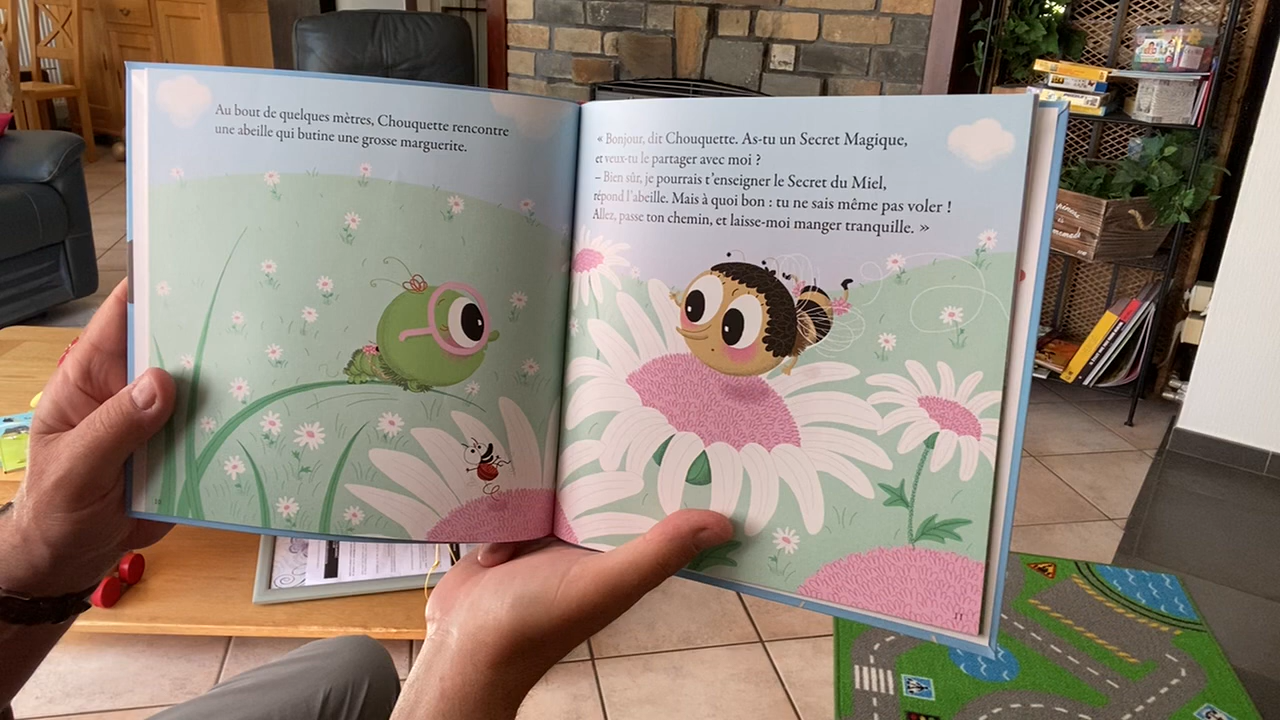 Au bout de quelques mètres, Chouquette rencontre
une abeille qui butine une grosse marguerite.
« Bonjour, dit Chouquette. As-tu un Secret Magique,
et veux-tu le partager avec moi ?
– Bien sûr, je pourrais t’enseigner le Secret du Miel,
répond l’abeille. Mais à quoi bon : tu ne sais même pas voler !
Allez, passe ton chemin, et laisse-moi manger tranquille. »
10
11